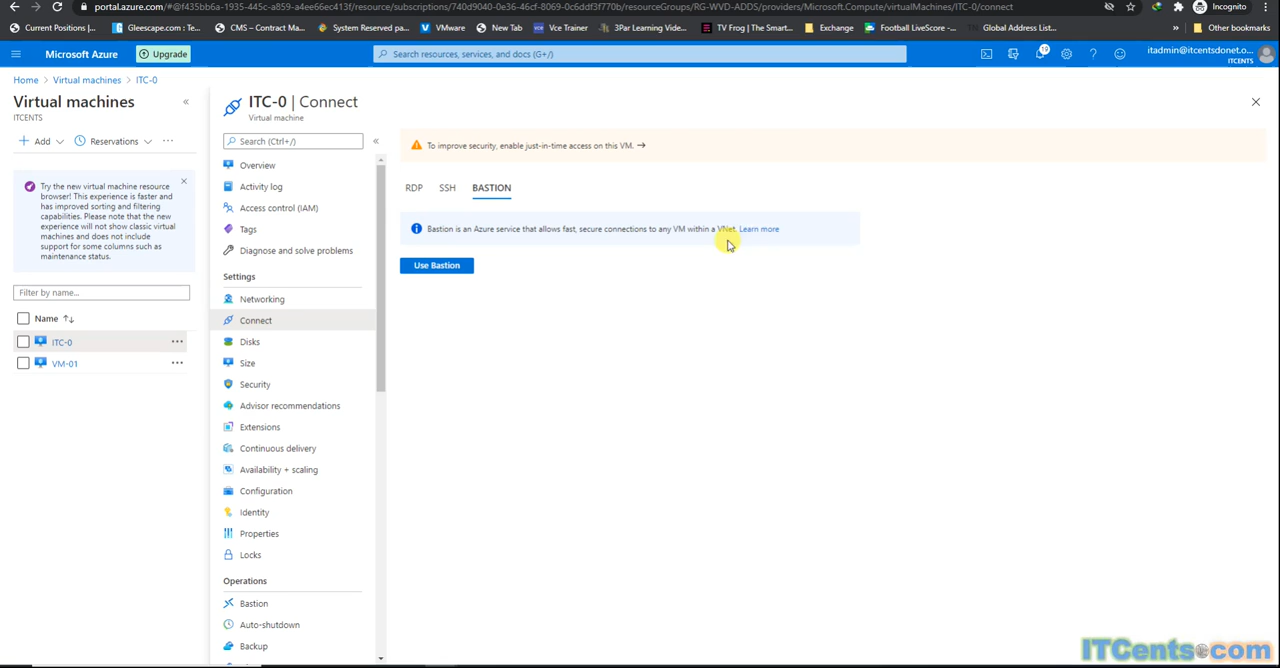 portal.azure.com/#@f435bb6a-1935-445c-a859-a4ee66ec413f/resource/subscriptions/740d9040-0e36-46cf-8069-0c6ddf3f770b/resourceGroups/RG-WVD-ADDS/providers/Microsoft.Compute/virtualMachines/ITC-0/connect
Incognito
Current Positions |...
Gleescape.com : Te...
CMS – Contract Ma...
System Reserved pa...
VMware
New Tab
Vce Trainer
3Par Learning Vide...
TV Frog | The Smart...
Exchange
Football LiveScore -...
Global Address List...
»
Other bookmarks
Microsoft Azure
Upgrade
Search resources, services, and docs (G+/)
19
itadmin@itcentsdonet.o...
ITCENTS
Home > Virtual machines > ITC-0
Virtual machines «
ITCENTS
+ Add
Reservations
...
Try the new virtual machine resource
browser! This experience is faster and
has improved sorting and filtering
capabilities. Please note that the new
experience will not show classic virtual
machines and does not include
support for some columns such as
maintenance status.
Filter by name...
Name ↑↓
ITC-0 ...
VM-01 ...
ITC-0 | Connect
Virtual machine
Search (Ctrl+/) «
Overview
Activity log
Access control (IAM)
Tags
Diagnose and solve problems
Settings
Networking
Connect
Disks
Size
Security
Advisor recommendations
Extensions
Continuous delivery
Availability + scaling
Configuration
Identity
Properties
Locks
Operations
Bastion
Auto-shutdown
Backup
To improve security, enable just-in-time access on this VM. →
RDP SSH BASTION
Bastion is an Azure service that allows fast, secure connections to any VM within a VNet. Learn more
Use Bastion
ITCents.com